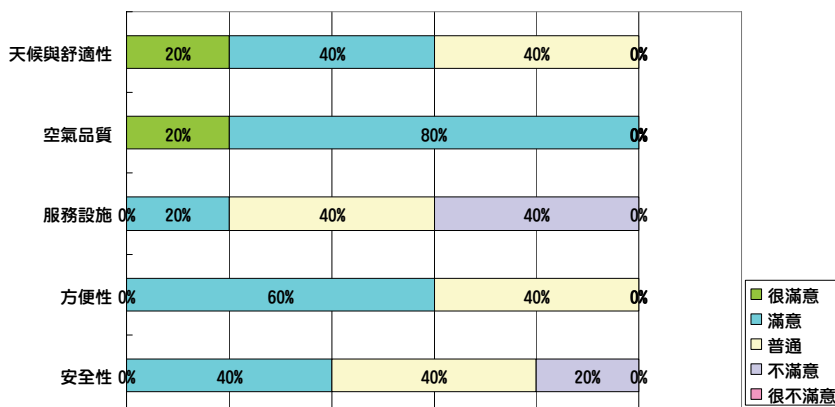 天候與舒適性 20% 40% 40% 0%
空氣品質 20% 80% 0%
服務設施 0% 20% 40% 40% 0%
方便性 0% 60% 40% 0%
安全性 0% 40% 40% 20% 0%
很滿意
滿意
普通
不滿意
很不滿意